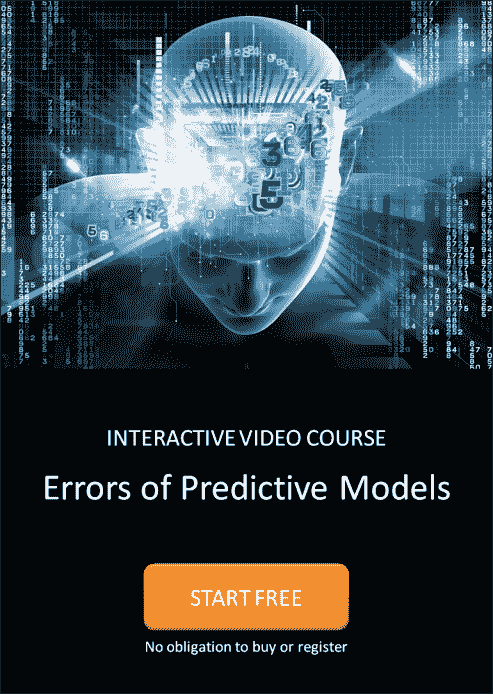 INTERACTIVE VIDEO COURSE
Errors of Predictive Models
START FREE
No obligation to buy or register